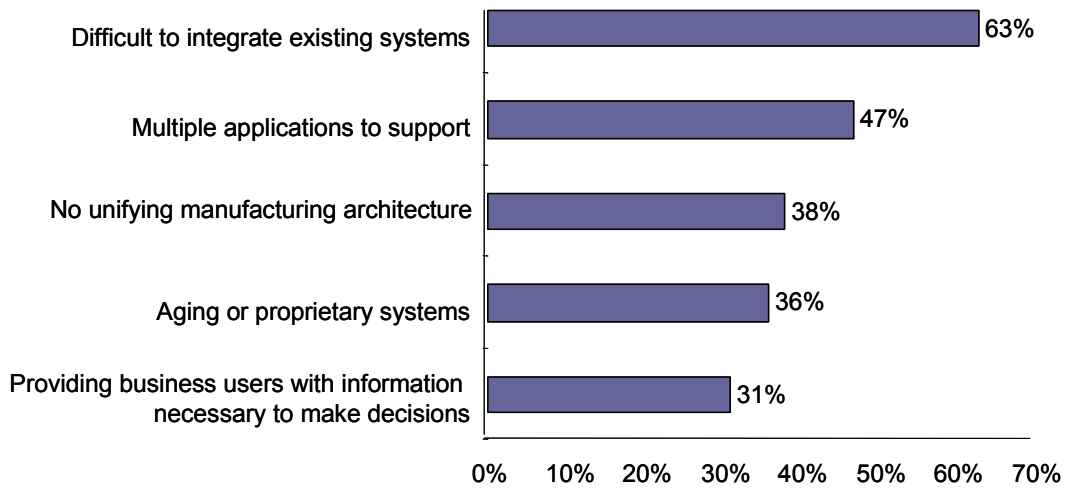 Difficult to integrate existing systems
63%
Multiple applications to support
47%
No unifying manufacturing architecture
38%
Aging or proprietary systems
36%
Providing business users with information
necessary to make decisions
31%
0% 10% 20% 30% 40% 50% 60% 70%